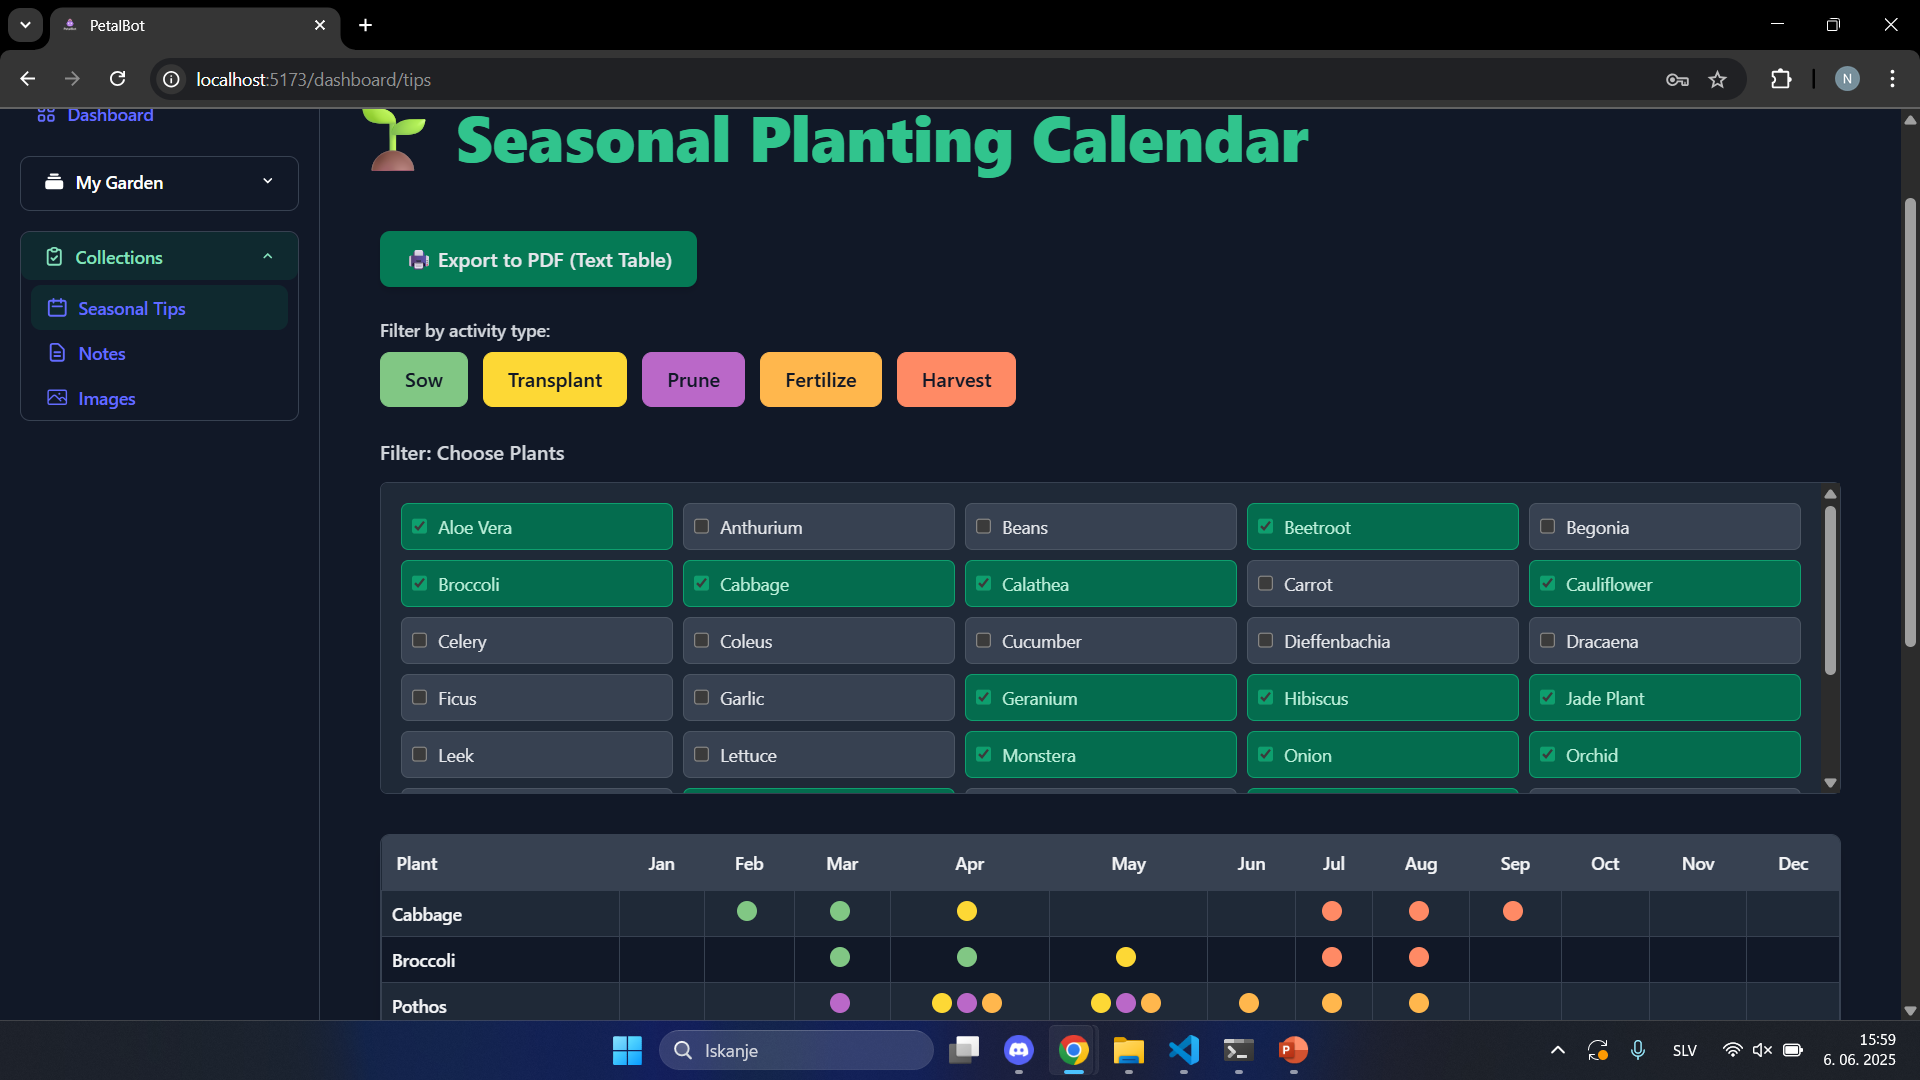 PetalBot
localhost:5173/dashboard/tips
N
Dashboard
My Garden
Collections
Seasonal Tips
Notes
Images
Seasonal Planting Calendar
Export to PDF (Text Table)
Filter by activity type:
Sow Transplant Prune Fertilize Harvest
Filter: Choose Plants
Aloe Vera Anthurium Beans Beetroot Begonia
Broccoli Cabbage Calathea Carrot Cauliflower
Celery Coleus Cucumber Dieffenbachia Dracaena
Ficus Garlic Geranium Hibiscus Jade Plant
Leek Lettuce Monstera Onion Orchid
Plant Jan Feb Mar Apr May Jun Jul Aug Sep Oct Nov Dec
Cabbage
Broccoli
Pothos
Iskanje
P
SLV
15:59
6. 06. 2025